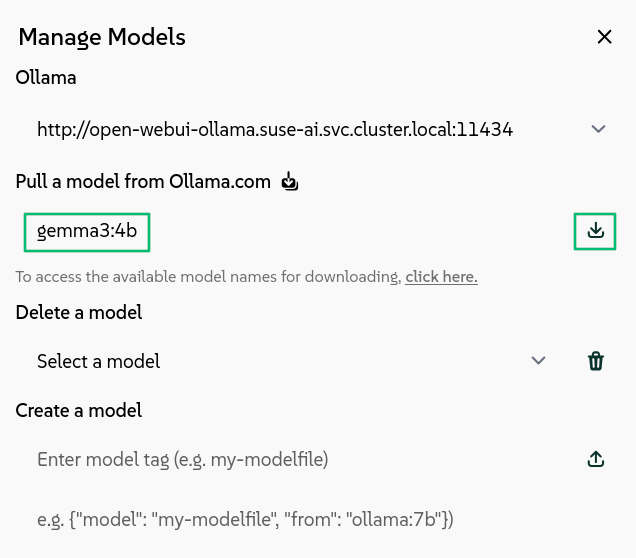 Manage Models
Ollama
http://open-webui-ollama.suse-ai.svc.cluster.local:11434
Pull a model from Ollama.com
gemma3:4b
To access the available model names for downloading, click here.
Delete a model
Select a model
Create a model
Enter model tag (e.g. my-modelfile)
e.g. {"model": "my-modelfile", "from": "ollama:7b"})